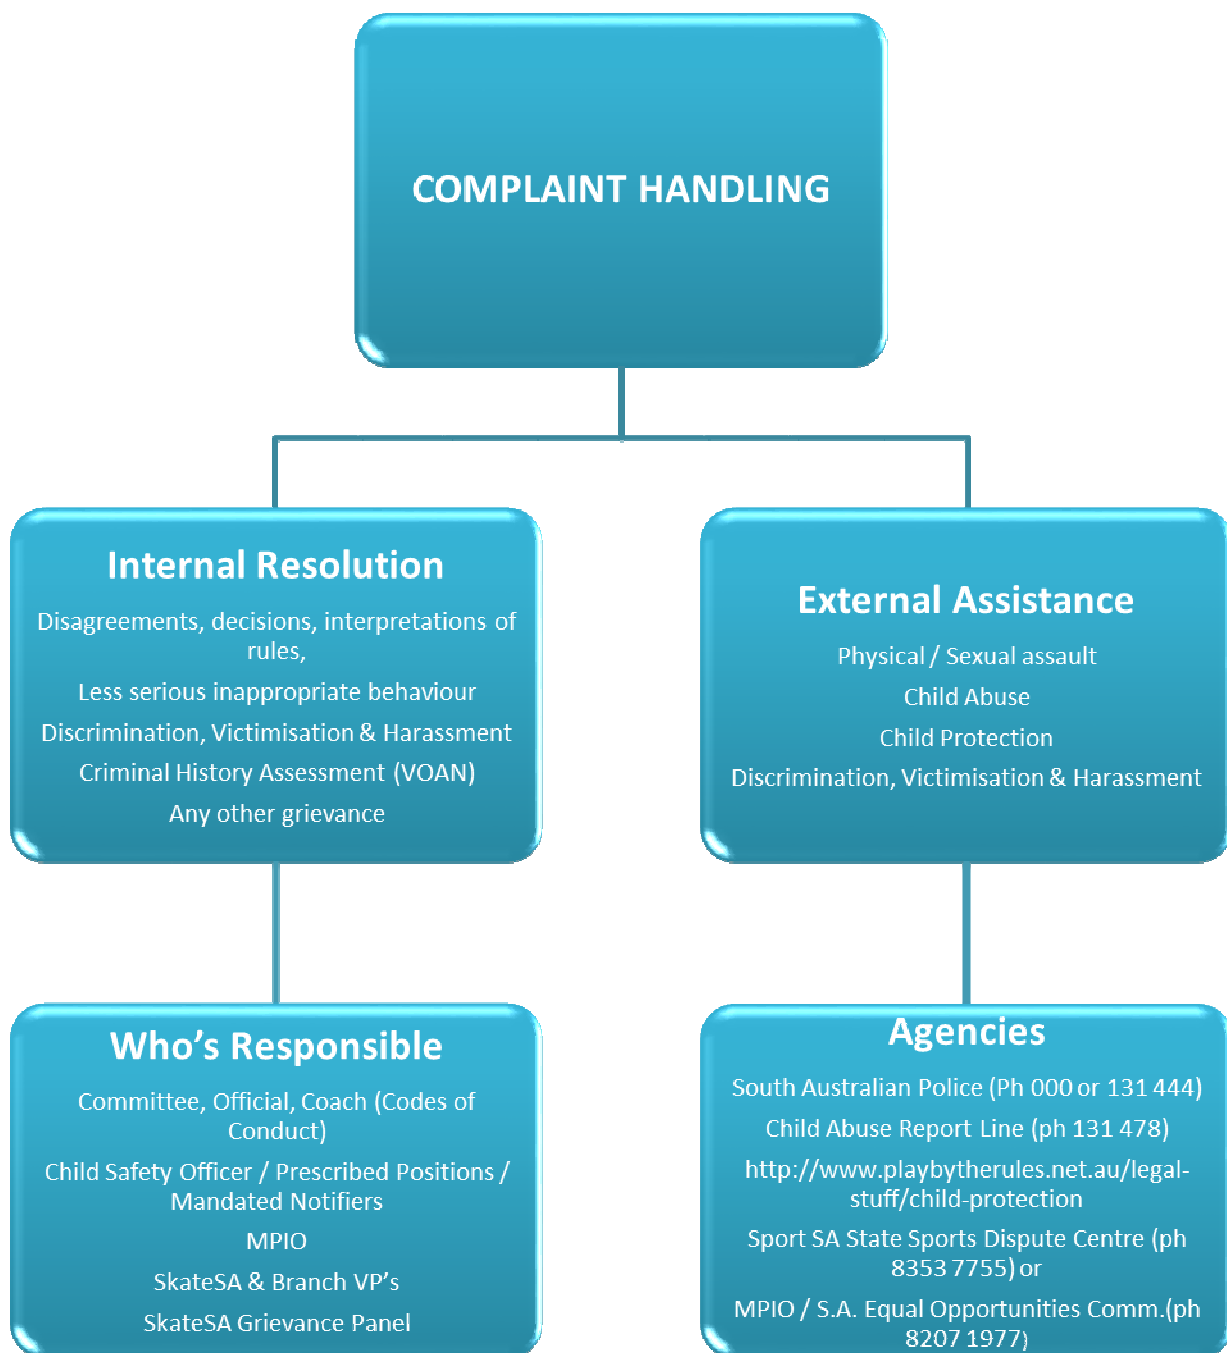 COMPLAINT HANDLING
Internal Resolution
Disagreements, decisions, interpretations of
rules,
Less serious inappropriate behaviour
Discrimination, Victimisation & Harassment
Criminal History Assessment (VOAN)
Any other grievance
External Assistance
Physical / Sexual assault
Child Abuse
Child Protection
Discrimination, Victimisation & Harassment
Who's Responsible
Committee, Official, Coach (Codes of
Conduct)
Child Safety Officer / Prescribed Positions /
Mandated Notifiers
MPIO
SkateSA & Branch VP's
SkateSA Grievance Panel
Agencies
South Australian Police (Ph 000 or 131 444)
Child Abuse Report Line (ph 131 478)
http://www.playbytherules.net.au/legal-
stuff/child-protection
Sport SA State Sports Dispute Centre (ph
8353 7755) or
MPIO / S.A. Equal Opportunities Comm.(ph
8207 1977)